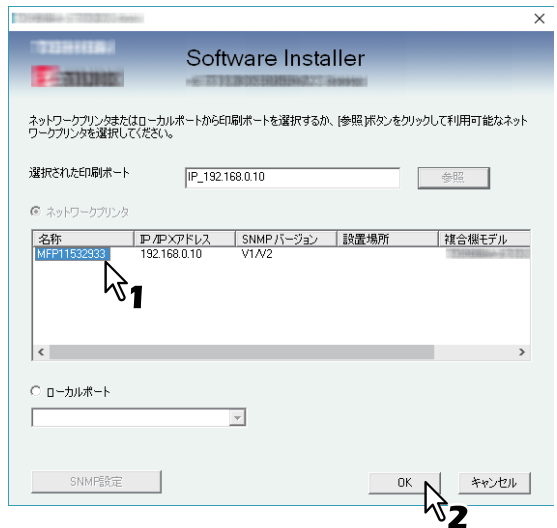 Software Installer
ネットワークプリンタまたはローカルポートから印刷ポートを選択するか、[参照]ボタンをクリックして利用可能なネット
ワークプリンタを選択してください。
選択された印刷ポート IP_192.168.0.10 参照
ネットワークプリンタ
名称 IP/IPXアドレス SNMPバージョン 設置場所 複合機モデル
MFP11532933 192.168.0.10 V1/V2
1
ローカルポート
SNMP設定 OK キャンセル
2